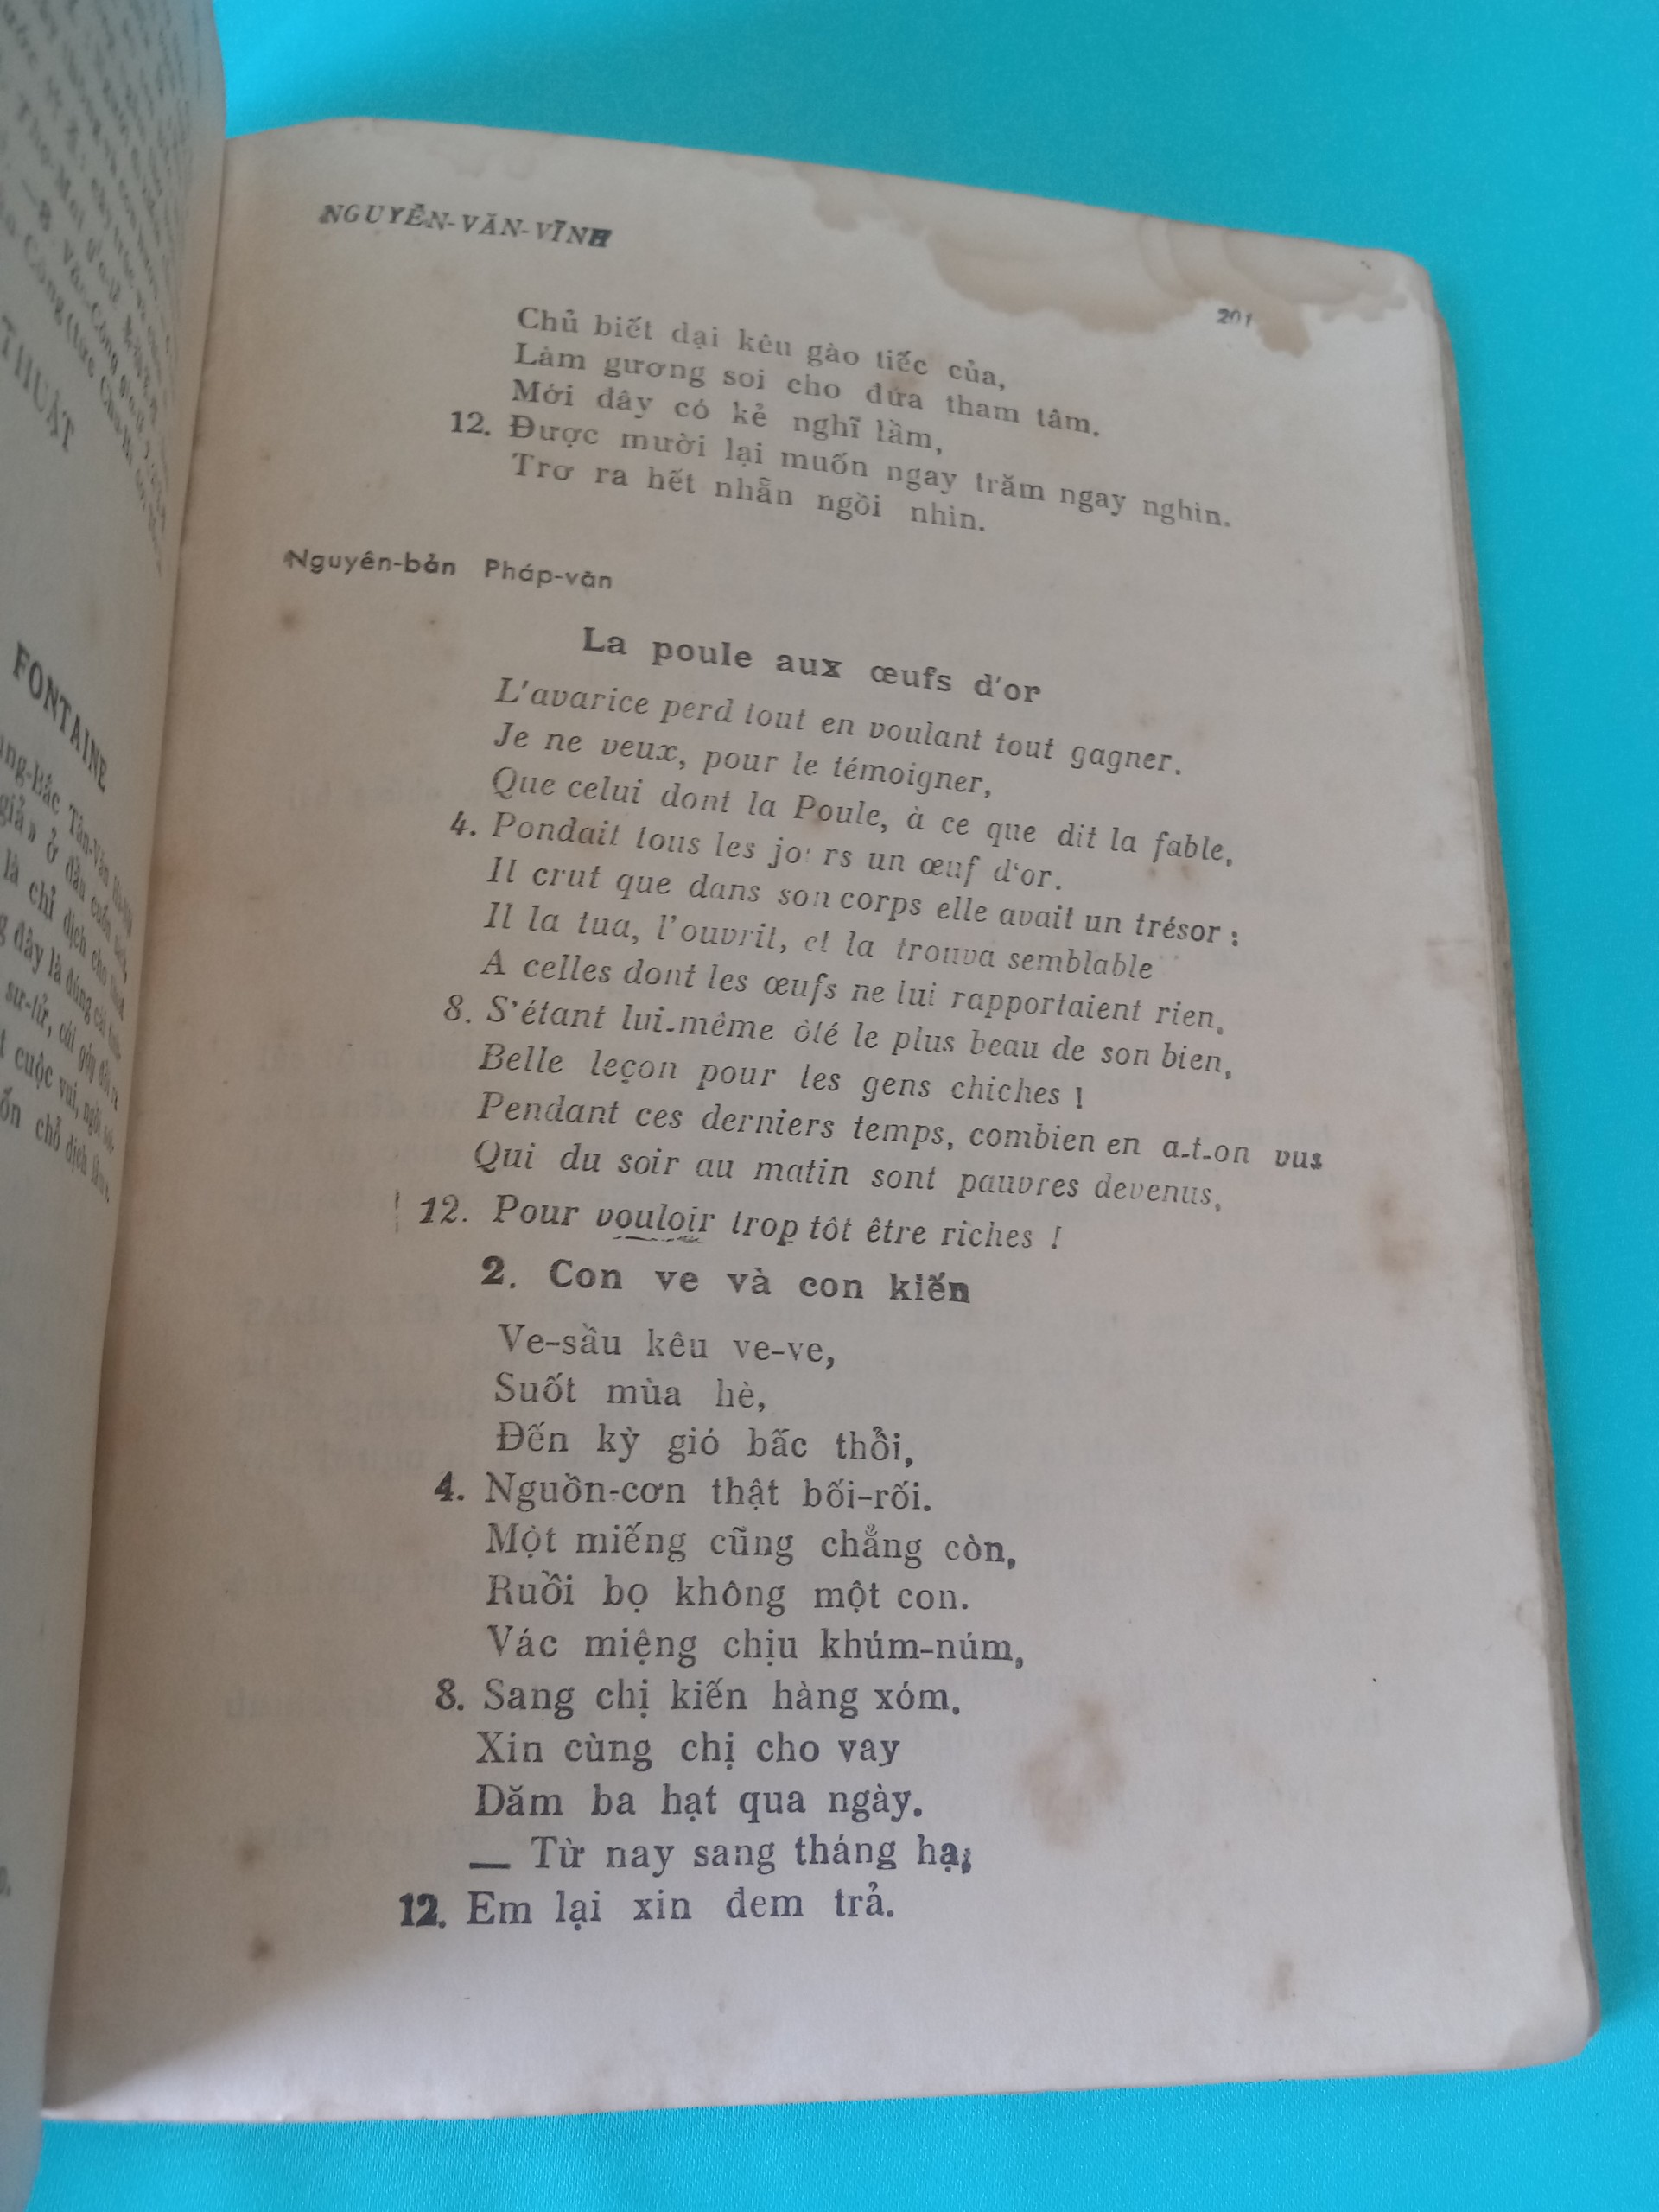 THUẬT
FONTAINE
NGUYỄN-VĂN-VĨNH
201
Chủ biết dại kêu gào tiếc của,
Làm gương soi cho đứa tham tâm.
Mới đây có kẻ nghĩ lầm,
12. Được mười lại muốn ngay trăm ngay nghìn.
Trơ ra hết nhẵn ngồi nhìn.
Nguyên-bản Pháp-văn
La poule aux œufs d'or
L'avarice perd tout en voulant tout gagner.
Je ne veux, pour le témoigner,
Que celui dont la Poule, à ce que dit la fable,
4. Pondait tous les jo rs un œuf d'or.
Il crut que dans son corps elle avait un trésor :
Il la tua, l'ouvrit, et la trouva semblable
A celles dont les œufs ne lui rapportaient rien,
8. S'étant lui-même ôté le plus beau de son bien,
Belle leçon pour les gens chiches !
Pendant ces derniers temps, combien en a-t-on vus
Qui du soir au matin sont pauvres devenus,
12. Pour vouloir trop tôt être riches !
2. Con ve và con kiến
Ve-sầu kêu ve-ve,
Suốt mùa hè,
Đến kỳ gió bấc thổi,
4. Nguồn-cơn thật bối-rối.
Một miếng cũng chẳng còn,
Ruồi bọ không một con.
Vác miệng chịu khúm-núm,
8. Sang chị kiến hàng xóm.
Xin cùng chị cho vay
Dăm ba hạt qua ngày.
— Từ nay sang tháng hạ;
12. Em lại xin đem trả.